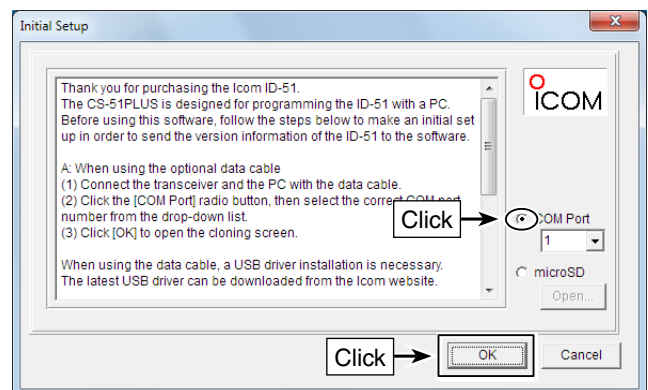 Initial Setup
x
Thank you for purchasing the Icom ID-51.
The CS-51PLUS is designed for programming the ID-51 with a PC.
Before using this software, follow the steps below to make an initial set
up in order to send the version information of the ID-51 to the software.
A: When using the optional data cable
(1) Connect the transceiver and the PC with the data cable.
(2) Click the [COM Port] radio button, then select the correct COM port
number from the drop-down list.
(3) Click [OK] to open the cloning screen.
When using the data cable, a USB driver installation is necessary.
The latest USB driver can be downloaded from the Icom website.
ICOM
Click
COM Port
1
microSD
Open...
Click
OK
Cancel